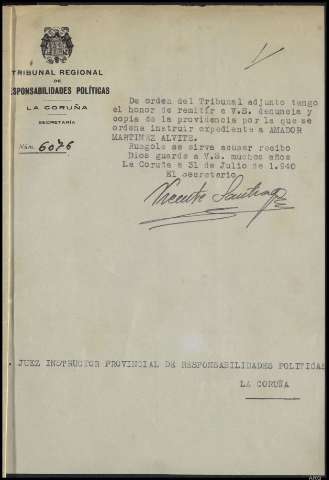 TRIBUNAL REGIONAL
DE
RESPONSABILIDADES POLÍTICAS
LA CORUÑA
SECRETARÍA
Núm. 6076
De orden del Tribunal adjunto tengo
el honor de remitir a V.S. denuncia y
copia de la providencia por la que se
ordena instruir expediente a AMADOR
MARTINEZ ALVITE.
Ruegole se sirva acusar recibo
Dios guarde a V.S. muchos años
La Coruña a 31 de Julio de 1.940
El secretario
Vicente Santiago
JUEZ INSTRUCTOR PROVINCIAL DE RESPONSABILIDADES POLITICAS
LA CORUÑA